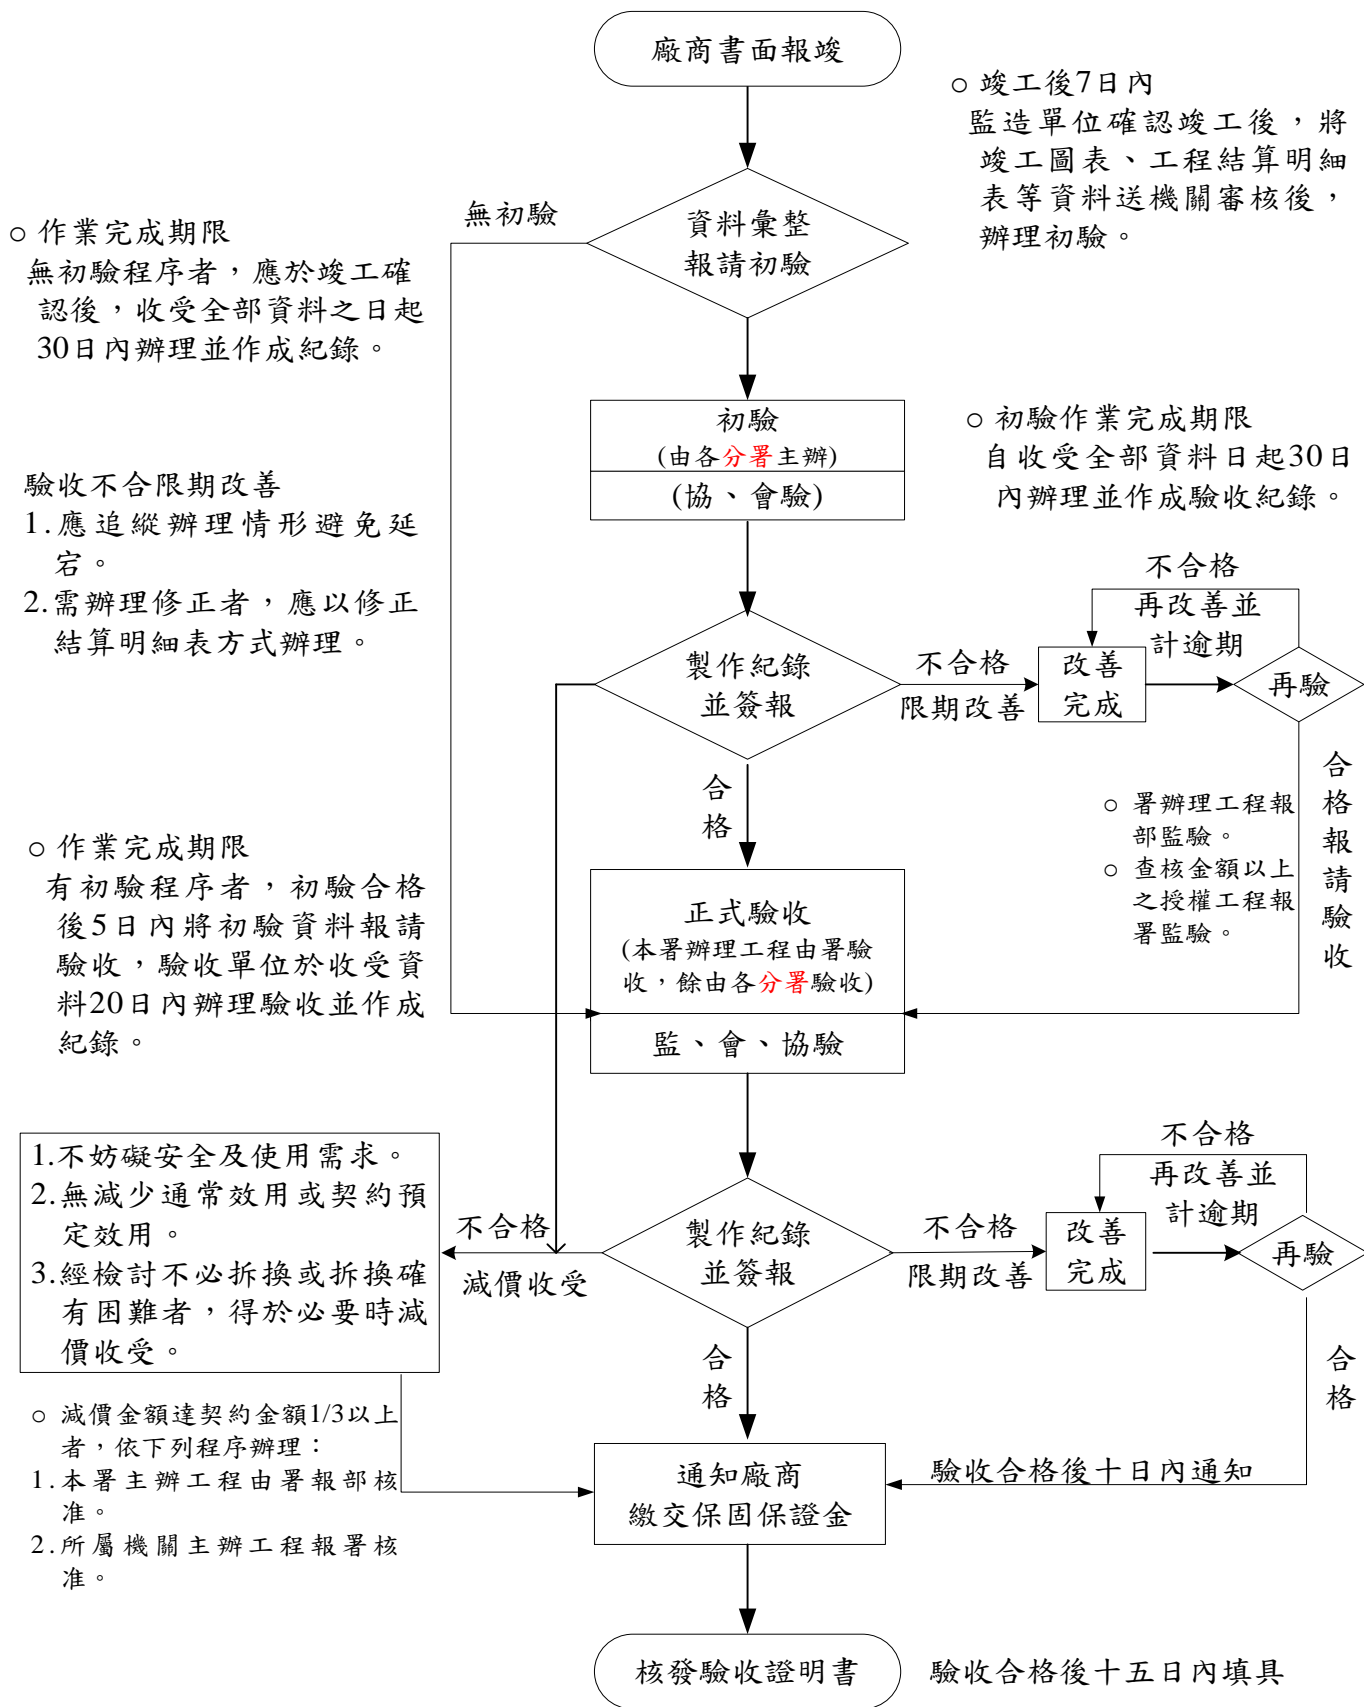 廠商書面報竣
○ 竣工後7日內
監造單位確認竣工後，將
竣工圖表、工程結算明細
表等資料送機關審核後，
辦理初驗。
無初驗
資料彙整
報請初驗
○ 作業完成期限
無初驗程序者，應於竣工確
認後，收受全部資料之日起
30日內辦理並作成紀錄。
初驗
(由各分署主辦)
(協、會驗)
○ 初驗作業完成期限
自收受全部資料日起30日
內辦理並作成驗收紀錄。
驗收不合限期改善
1.應追縱辦理情形避免延
宕。
2.需辦理修正者，應以修正
結算明細表方式辦理。
不合格
再改善並
計逾期
製作紀錄
並簽報
不合格
限期改善
改善
完成
再驗
合
格
合
格
報
請
驗
收
○ 署辦理工程報
部監驗。
○ 查核金額以上
之授權工程報
署監驗。
○ 作業完成期限
有初驗程序者，初驗合格
後5日內將初驗資料報請
驗收，驗收單位於收受資
料20日內辦理驗收並作成
紀錄。
正式驗收
(本署辦理工程由署驗
收，餘由各分署驗收)
監、會、協驗
1.不妨礙安全及使用需求。
2.無減少通常效用或契約預
定效用。
3.經檢討不必拆換或拆換確
有困難者，得於必要時減
價收受。
不合格
減價收受
製作紀錄
並簽報
不合格
限期改善
不合格
再改善並
計逾期
改善
完成
再驗
合
格
合
格
○ 減價金額達契約金額1/3以上
者，依下列程序辦理：
1.本署主辦工程由署報部核
准。
2.所屬機關主辦工程報署核
准。
通知廠商
繳交保固保證金
驗收合格後十日內通知
核發驗收證明書
驗收合格後十五日內填具